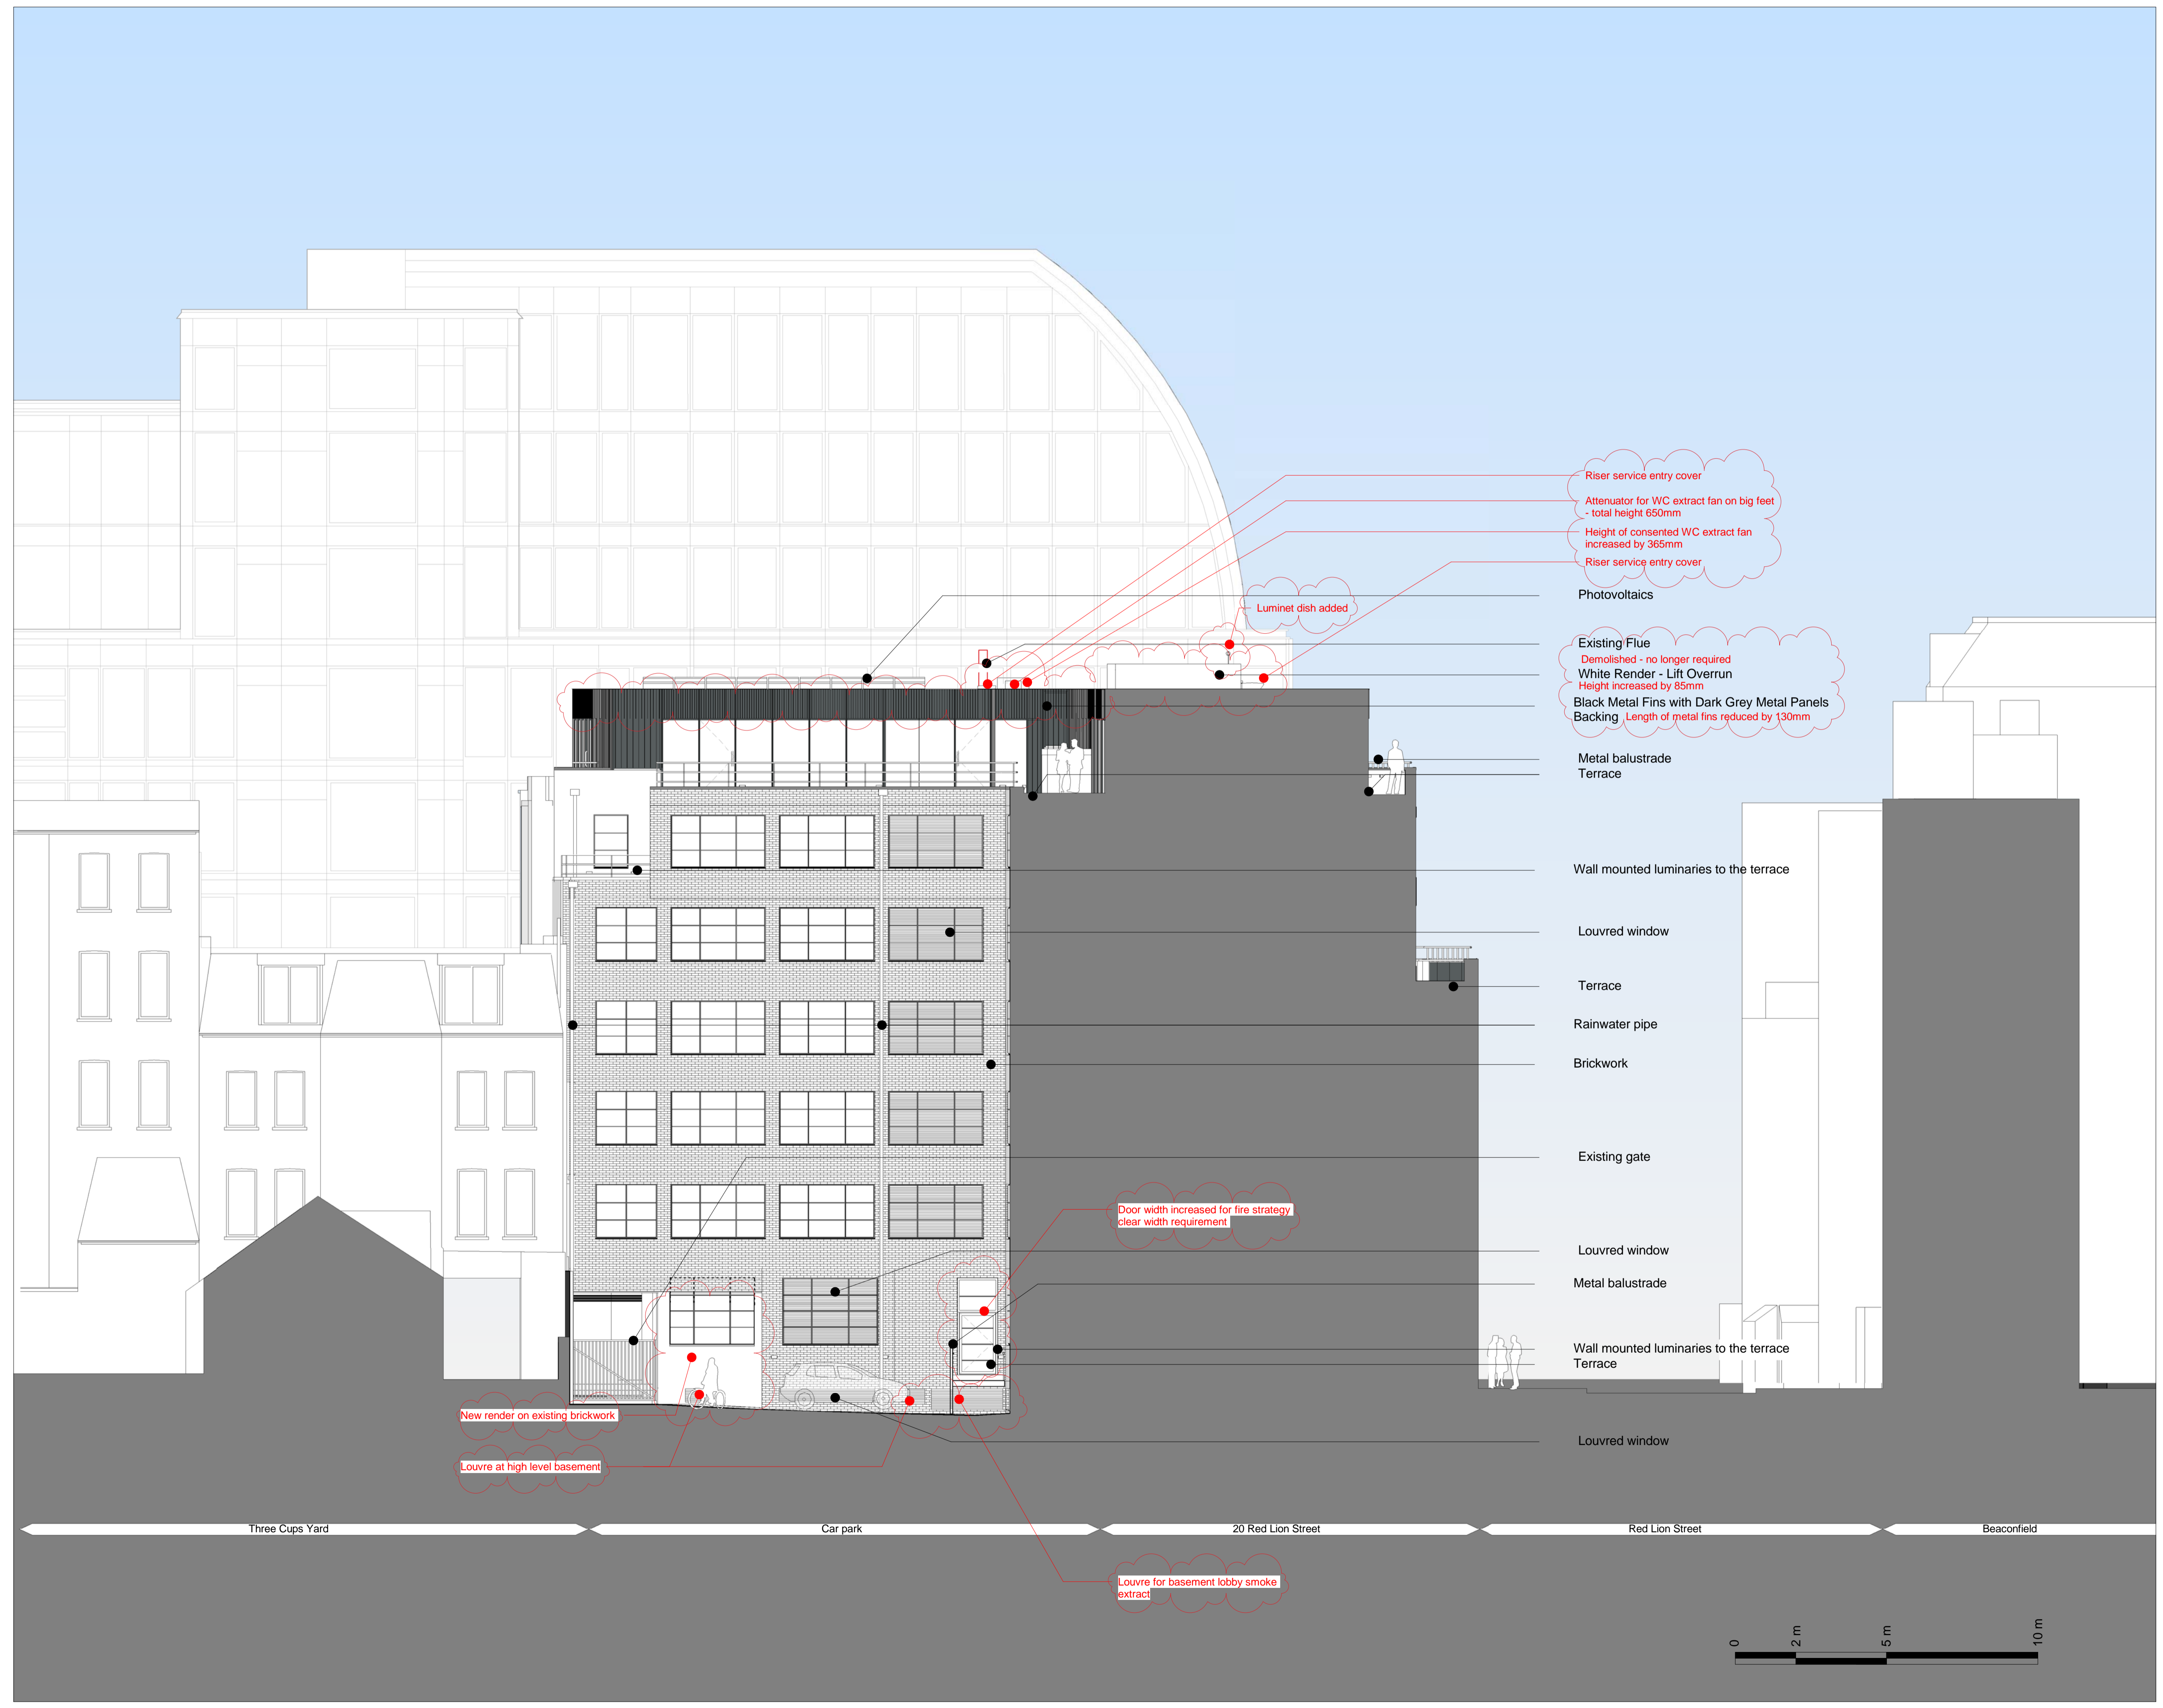 Riser service entry cover
Attenuator for WC extract fan on big feet
- total height 650mm
Height of consented WC extract fan
increased by 365mm
Riser service entry cover
Photovoltaics
Luminet dish added
Existing Flue
Demolished - no longer required
White Render - Lift Overrun
Height increased by 85mm
Black Metal Fins with Dark Grey Metal Panels
Backing Length of metal fins reduced by 130mm
Metal balustrade
Terrace
Wall mounted luminaries to the terrace
Louvred window
Terrace
Rainwater pipe
Brickwork
Existing gate
Door width increased for fire strategy
clear width requirement
Louvred window
Metal balustrade
Wall mounted luminaries to the terrace
Terrace
New render on existing brickwork
Louvred window
Louvre at high level basement
Three Cups Yard
Car park
20 Red Lion Street
Red Lion Street
Beaconfield
Louvre for basement lobby smoke
extract
0
2 m
5 m
10 m